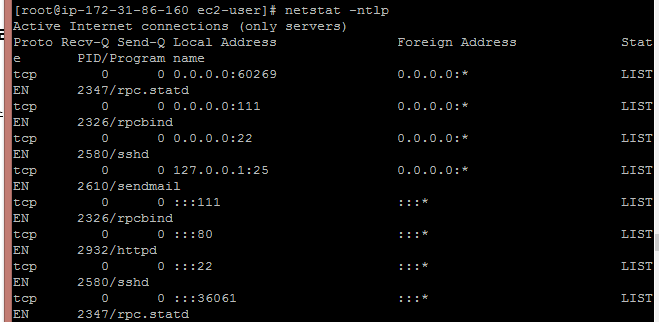 [root@ip-172-31-86-160 ec2-user]# netstat -ntlp
Active Internet connections (only servers)
Proto Recv-Q Send-Q Local Address               Foreign Address             Stat
e       PID/Program name
tcp        0      0 0.0.0.0:60269               0.0.0.0:*                   LIST
EN      2347/rpc.statd
tcp        0      0 0.0.0.0:111                 0.0.0.0:*                   LIST
EN      2326/rpcbind
tcp        0      0 0.0.0.0:22                  0.0.0.0:*                   LIST
EN      2580/sshd
tcp        0      0 127.0.0.1:25                0.0.0.0:*                   LIST
EN      2610/sendmail
tcp        0      0 :::111                      :::*                        LIST
EN      2326/rpcbind
tcp        0      0 :::80                       :::*                        LIST
EN      2932/httpd
tcp        0      0 :::22                       :::*                        LIST
EN      2580/sshd
tcp        0      0 :::36061                    :::*                        LIST
EN      2347/rpc.statd